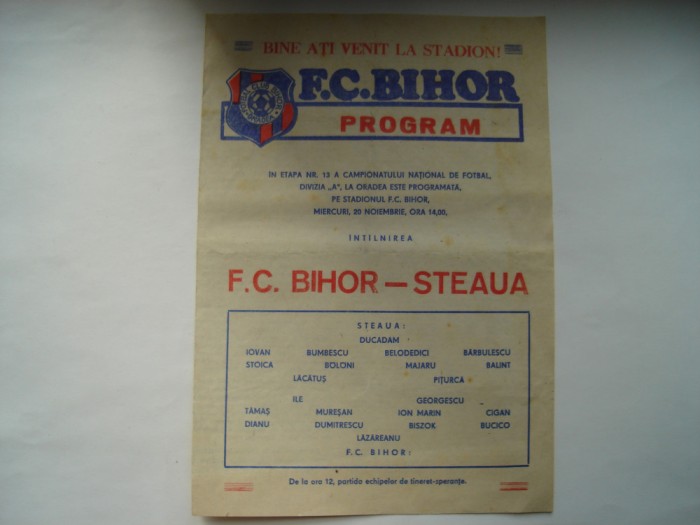 BINE AȚI VENIT LA STADION!
F.C. BIHOR
PROGRAM
IN ETAPA NR. 13 A CAMPIONATULUI NAȚIONAL DE FOTBAL,
DIVIZIA „A", LA ORADEA ESTE PROGRAMATĂ,
PE STADIONUL F.C. BIHOR,
MIERCURI, 20 NOIEMBRIE, ORA 14,00,
INTILNIREA
F.C. BIHOR — STEAUA
STEAUA:
DUCADAM
IOVAN BUMBESCU BELODEDICI BĂRBULESCU
STOICA BOLONI MAJARU BALINT
LĂCĂTUȘ PIȚURCA
ILE GEORGESCU
TĂMAȘ MUREȘAN ION MARIN CIGAN
DIANU DUMITRESCU BISZOK BUCICO
LĂZĂREANU
F.C. BIHOR:
De la ora 12, partida echipelor de tineret-speranțe.